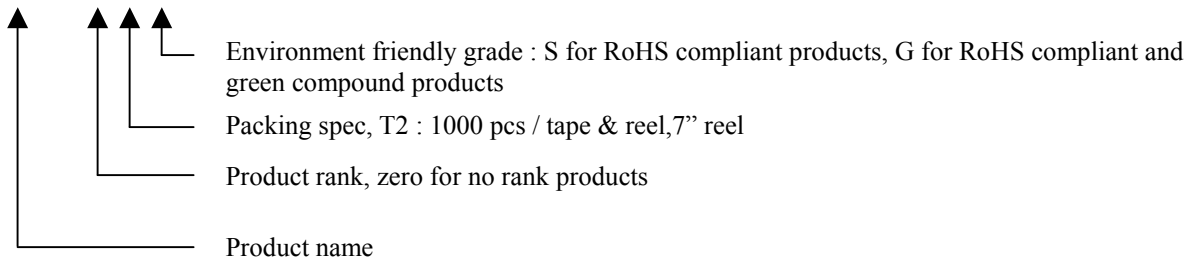 Environment friendly grade : S for RoHS compliant products, G for RoHS compliant and
green compound products
Packing spec, T2 : 1000 pcs / tape & reel,7” reel
Product rank, zero for no rank products
Product name